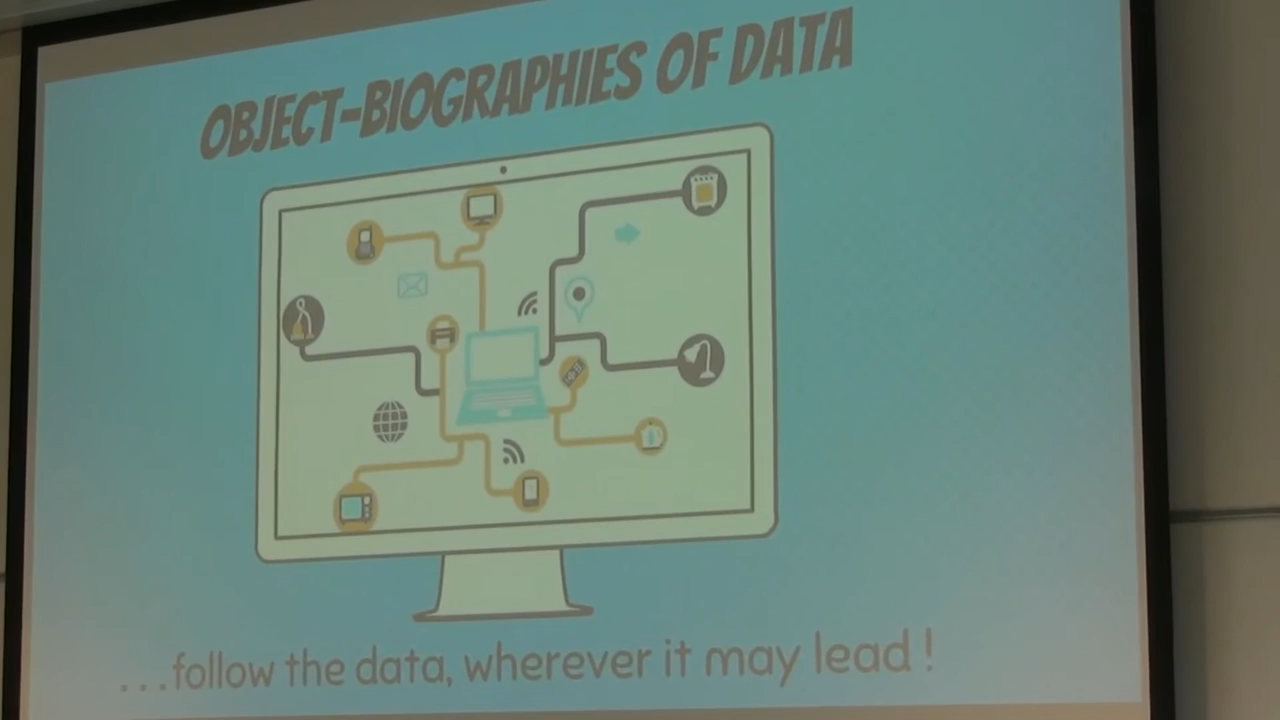 OBJECT-BIOGRAPHIES OF DATA
...follow the data, wherever it may lead!